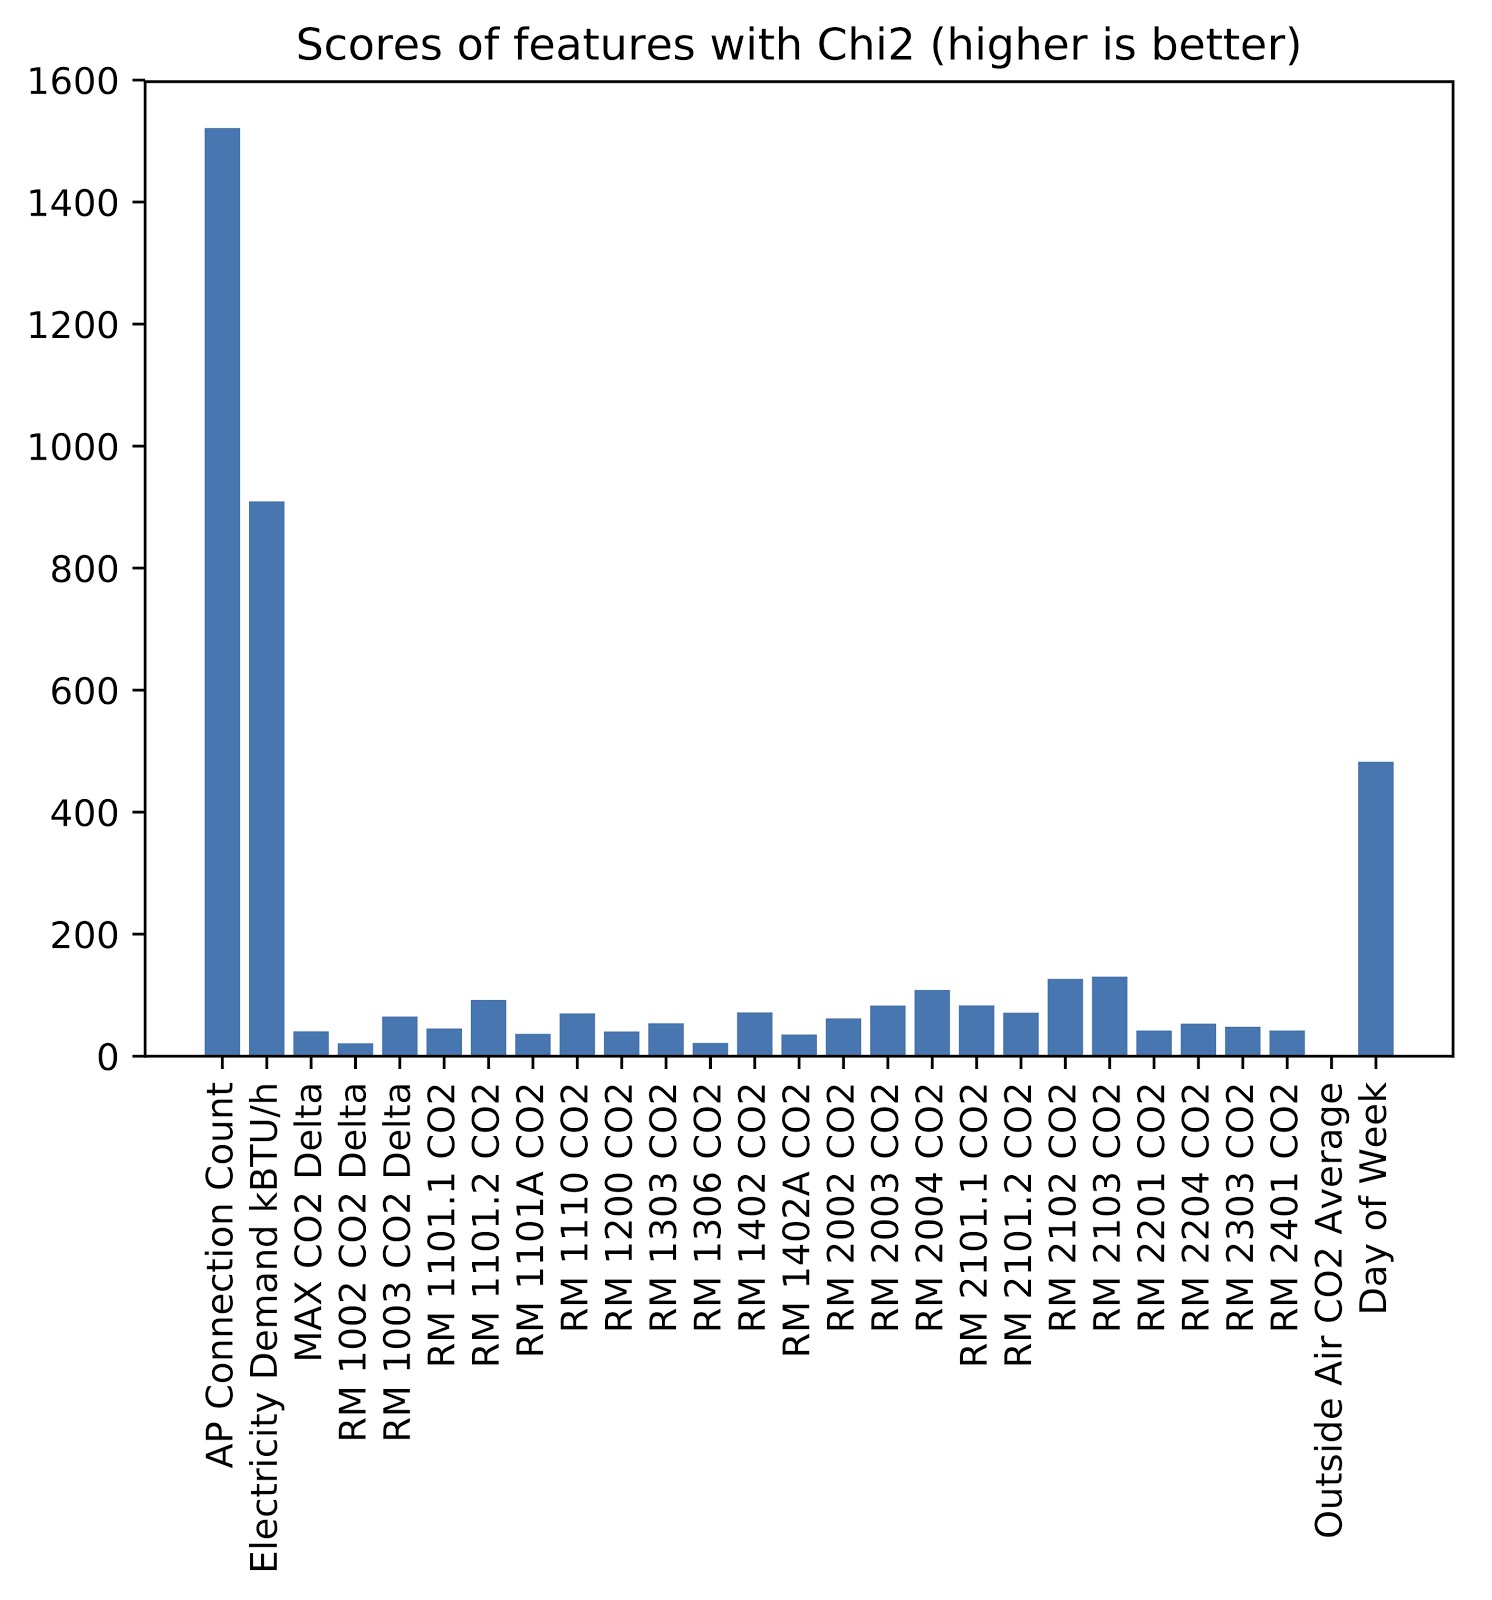 Scores of features with Chi2 (higher is better)
1600
1400
1200
1000
800
600
400
200
0
AP Connection Count
Electricity Demand kBTU/h
MAX CO2 Delta
RM 1002 CO2 Delta
RM 1003 CO2 Delta
RM 1101.1 CO2
RM 1101.2 CO2
RM 1101A CO2
RM 1110 CO2
RM 1200 CO2
RM 1303 CO2
RM 1306 CO2
RM 1402 CO2
RM 1402A CO2
RM 2002 CO2
RM 2003 CO2
RM 2004 CO2
RM 2101.1 CO2
RM 2101.2 CO2
RM 2102 CO2
RM 2103 CO2
RM 2201 CO2
RM 2204 CO2
RM 2303 CO2
RM 2401 CO2
Outside Air CO2 Average
Day of Week